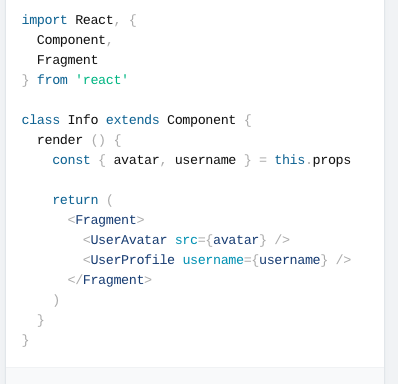 import React, {
  Component,
  Fragment
} from 'react'

class Info extends Component {
  render () {
    const { avatar, username } = this.props

    return (
      <Fragment>
        <UserAvatar src={avatar} />
        <UserProfile username={username} />
      </Fragment>
    )
  }
}